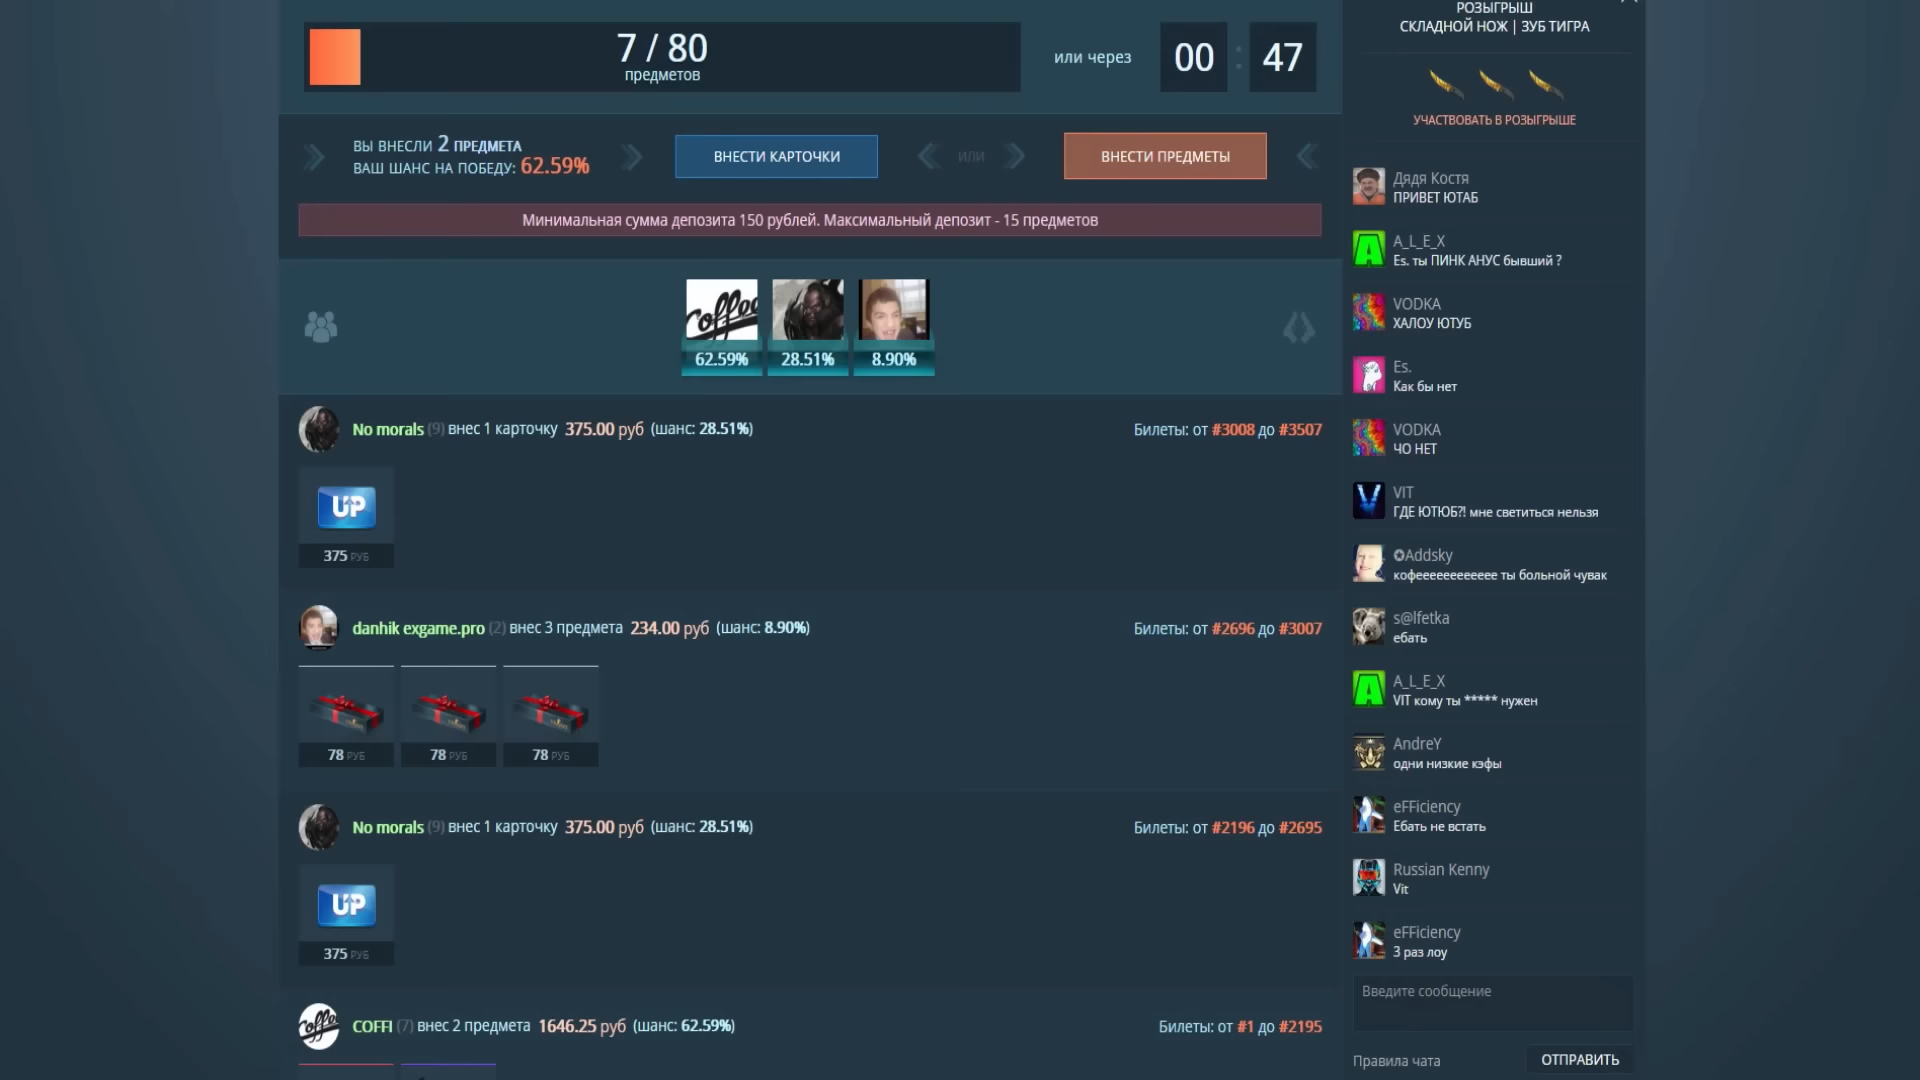 7 / 80
предметов
или через
00 : 47
ВЫ ВНЕСЛИ 2 ПРЕДМЕТА
ВАШ ШАНС НА ПОБЕДУ: 62.59%
ВНЕСТИ КАРТОЧКИ
ИЛИ
ВНЕСТИ ПРЕДМЕТЫ
Минимальная сумма депозита 150 рублей. Максимальный депозит - 15 предметов
Coffee
62.59%
28.51%
8.90%
No morals (9) внес 1 карточку 375.00 руб (шанс: 28.51%)
Билеты: от #3008 до #3507
UP
375 РУБ
danhik exgame.pro (2) внес 3 предмета 234.00 руб (шанс: 8.90%)
Билеты: от #2696 до #3007
78 РУБ
78 РУБ
78 РУБ
No morals (9) внес 1 карточку 375.00 руб (шанс: 28.51%)
Билеты: от #2196 до #2695
UP
375 РУБ
COFFI (7) внес 2 предмета 1646.25 руб (шанс: 62.59%)
Билеты: от #1 до #2195
РОЗЫГРЫШ
СКЛАДНОЙ НОЖ | ЗУБ ТИГРА
УЧАСТВОВАТЬ В РОЗЫГРЫШЕ
Дядя Костя
ПРИВЕТ ЮТАБ
A_L_E_X
Es. ты ПИНК АНУС бывший ?
VODKA
ХАЛОУ ЮТУБ
Es.
Как бы нет
VODKA
ЧО НЕТ
VIT
ГДЕ ЮТЮБ?! мне светиться нельзя
✪Addsky
кофеееееееееееe ты больной чувак
s@lfetka
ебать
A_L_E_X
VIT кому ты ***** нужен
AndreY
одни низкие кэфы
eFFiciency
Ебать не встать
Russian Kenny
Vit
eFFiciency
3 раз лоу
Введите сообщение
Правила чата
ОТПРАВИТЬ